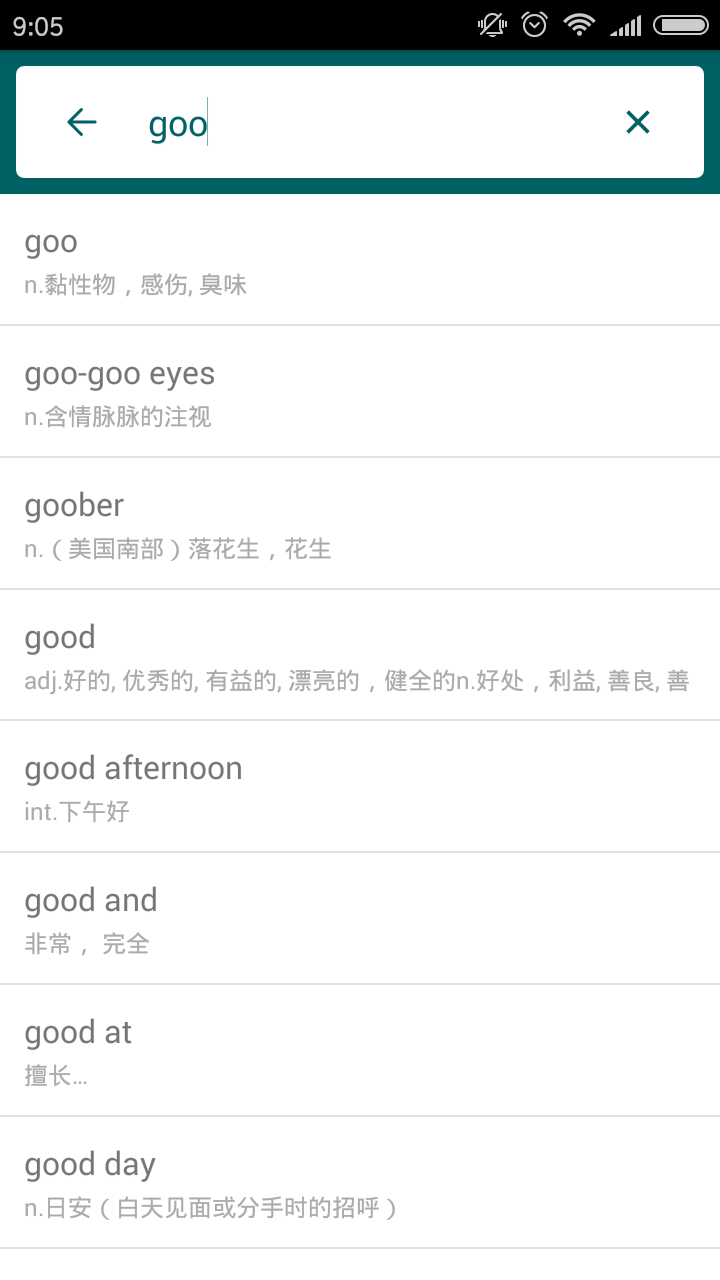 9:05
goo
goo
n.黏性物，感伤, 臭味
goo-goo eyes
n.含情脉脉的注视
goober
n.（美国南部）落花生，花生
good
adj.好的, 优秀的, 有益的, 漂亮的，健全的n.好处，利益, 善良, 善
good afternoon
int.下午好
good and
非常， 完全
good at
擅长…
good day
n.日安（白天见面或分手时的招呼）